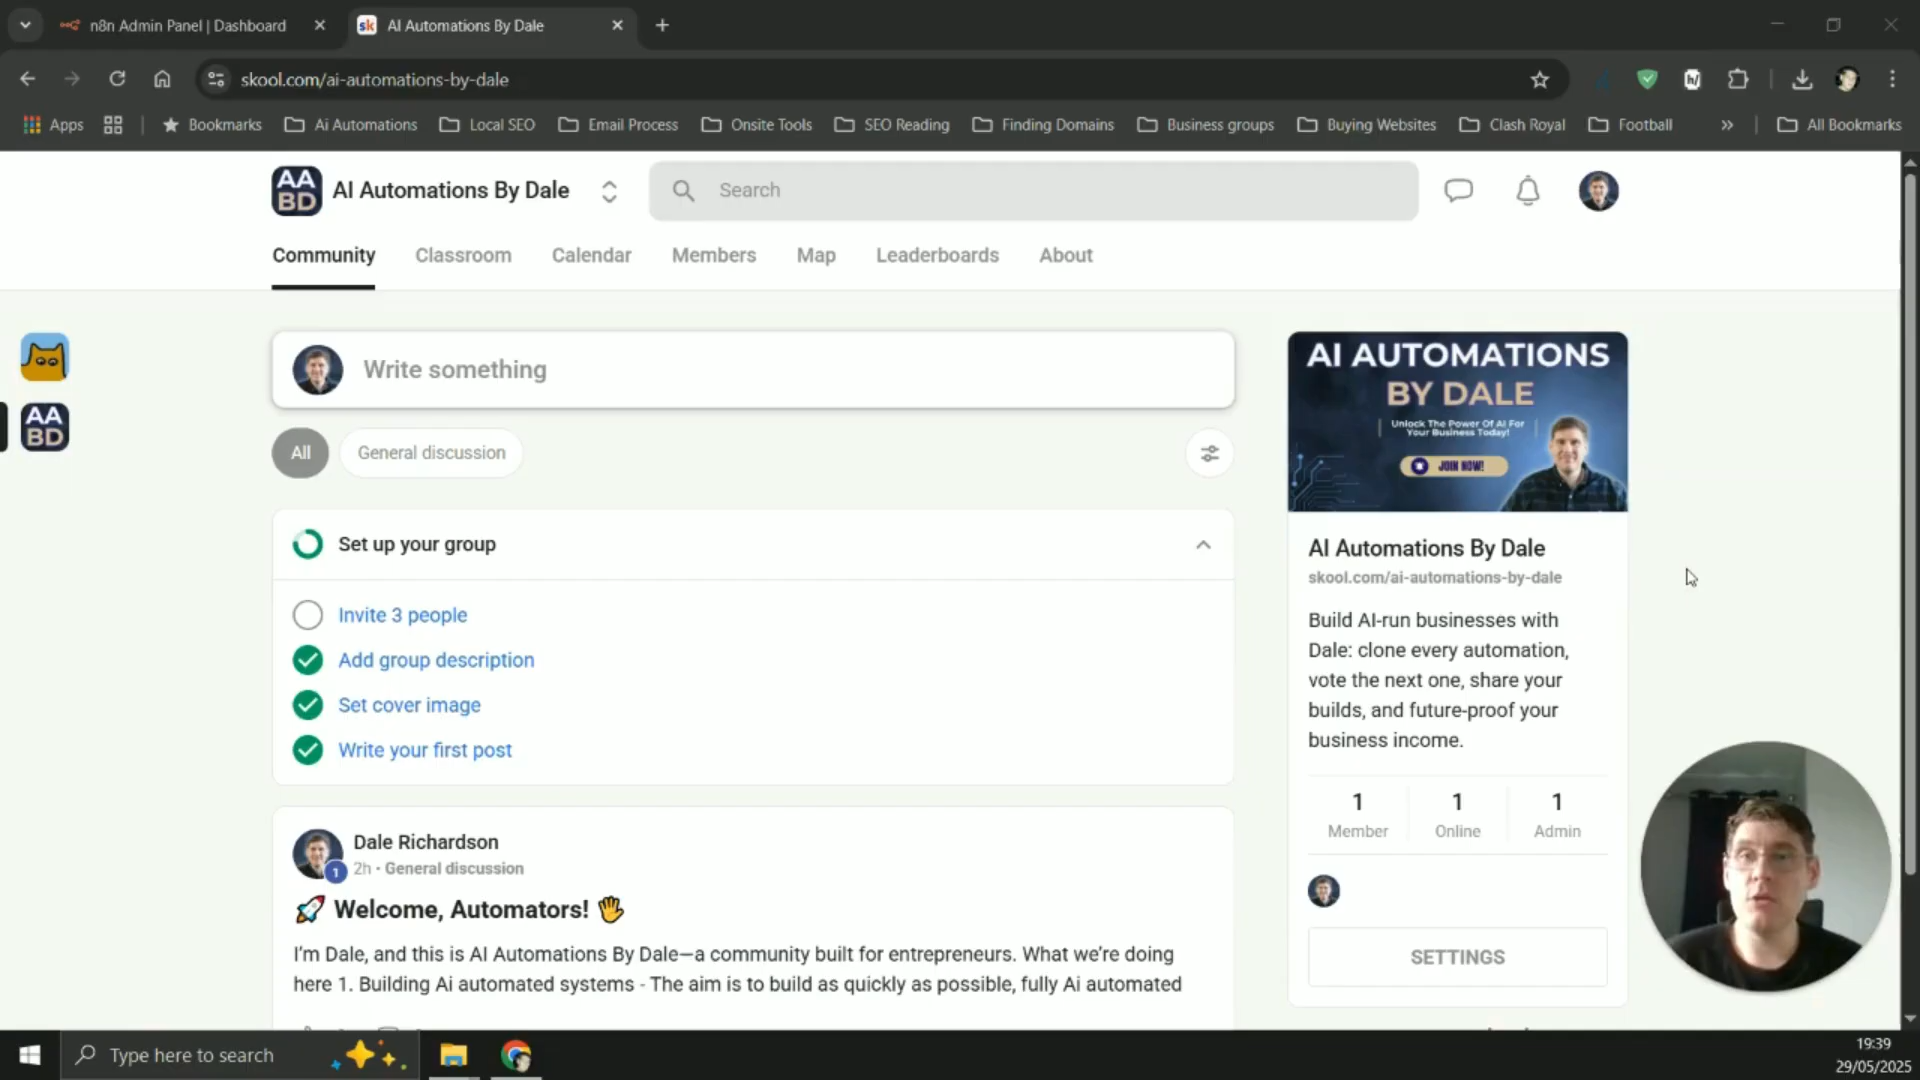 n8n Admin Panel | Dashboard
sk
AI Automations By Dale
skool.com/ai-automations-by-dale
Apps
Bookmarks
Ai Automations
Local SEO
Email Process
Onsite Tools
SEO Reading
Finding Domains
Business groups
Buying Websites
Clash Royal
Football
All Bookmarks
AA
BD
AI Automations By Dale
Search
Community
Classroom
Calendar
Members
Map
Leaderboards
About
AA
BD
Write something
All
General discussion
Set up your group
Invite 3 people
Add group description
Set cover image
Write your first post
Dale Richardson
1
2h • General discussion
🚀 Welcome, Automators! 👋
I'm Dale, and this is AI Automations By Dale—a community built for entrepreneurs. What we're doing
here 1. Building Ai automated systems - The aim is to build as quickly as possible, fully Ai automated
AI AUTOMATIONS
BY DALE
Unlock The Power Of AI For
Your Business Today!
JOIN NOW!
AI Automations By Dale
skool.com/ai-automations-by-dale
Build AI-run businesses with
Dale: clone every automation,
vote the next one, share your
builds, and future-proof your
business income.
1
Member
1
Online
1
Admin
SETTINGS
Type here to search
19:39
29/05/2025